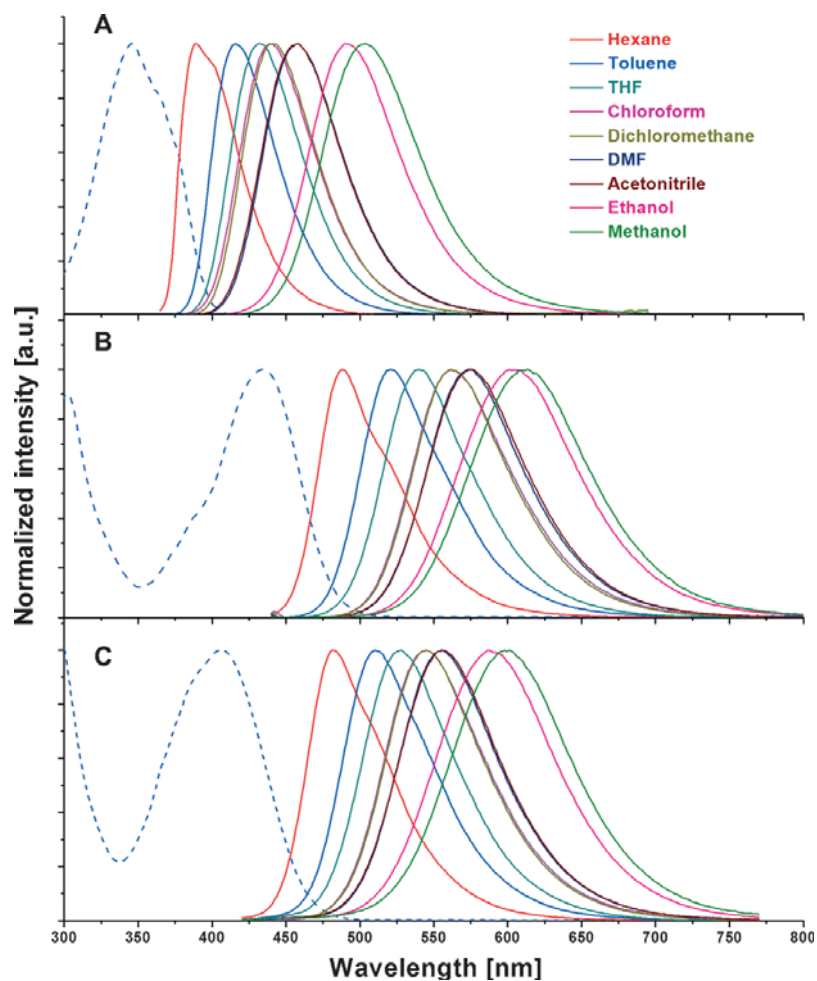 A
Hexane
Toluene
THF
Chloroform
Dichloromethane
DMF
Acetonitrile
Ethanol
Methanol
B
C
Normalized intensity [a.u.]
300 350 400 450 500 550 600 650 700 750 800
Wavelength [nm]